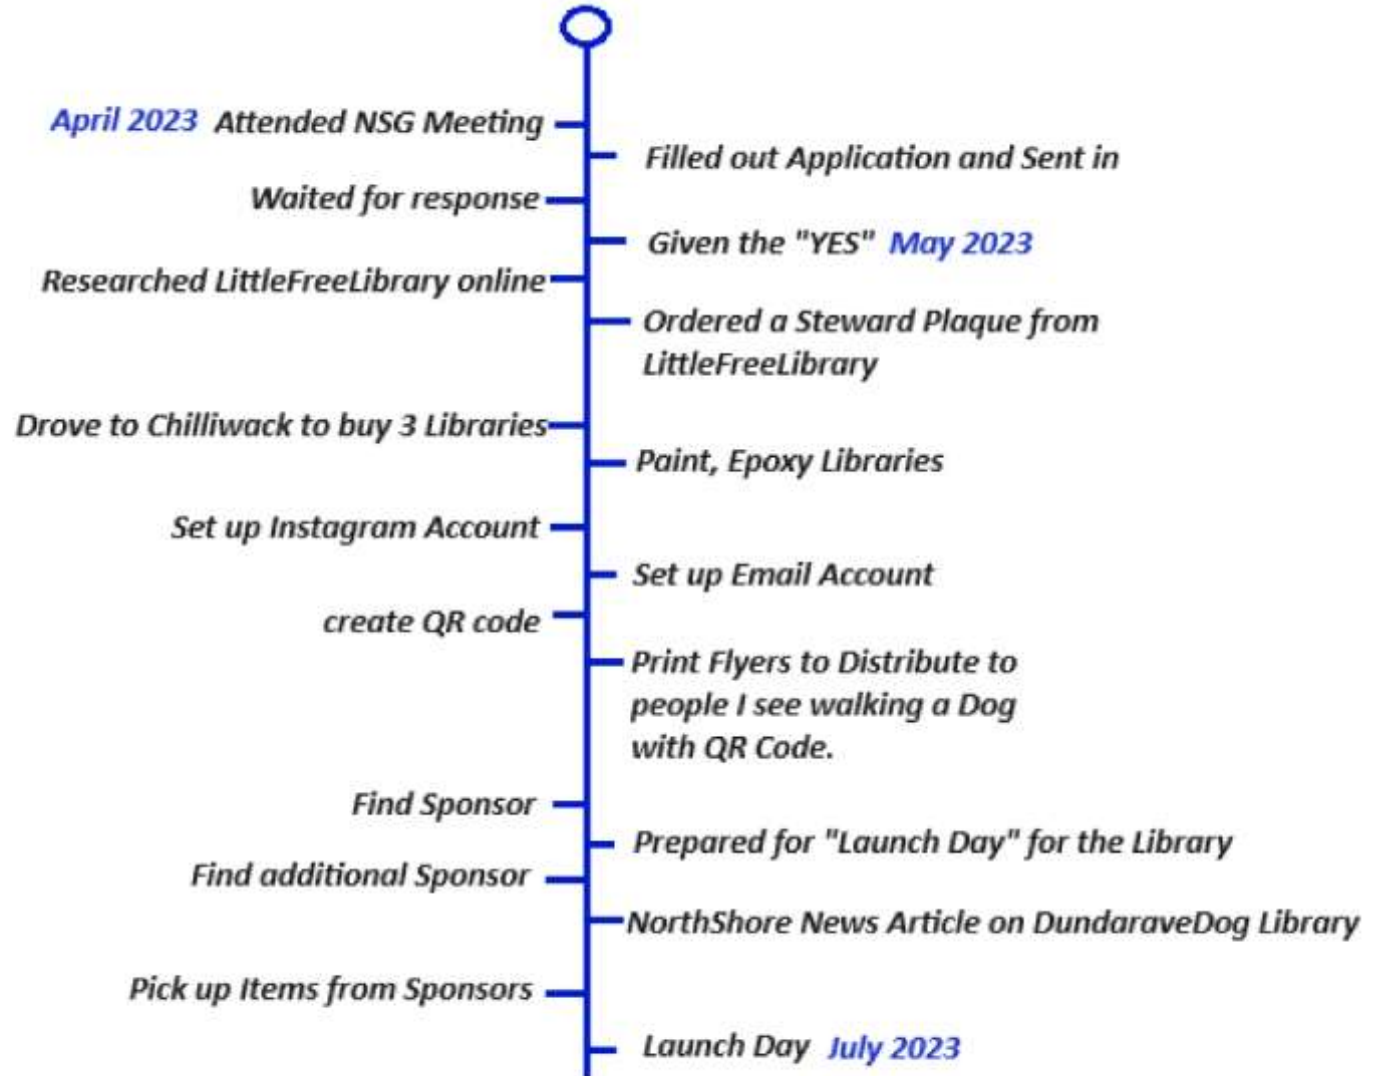 April 2023 Attended NSG Meeting
Filled out Application and Sent in
Waited for response
Given the "YES" May 2023
Researched LittleFreeLibrary online
Ordered a Steward Plaque from
LittleFreeLibrary
Drove to Chilliwack to buy 3 Libraries
Paint, Epoxy Libraries
Set up Instagram Account
Set up Email Account
create QR code
Print Flyers to Distribute to
people I see walking a Dog
with QR Code.
Find Sponsor
Prepared for "Launch Day" for the Library
Find additional Sponsor
NorthShore News Article on DundaraveDog Library
Pick up Items from Sponsors
Launch Day July 2023